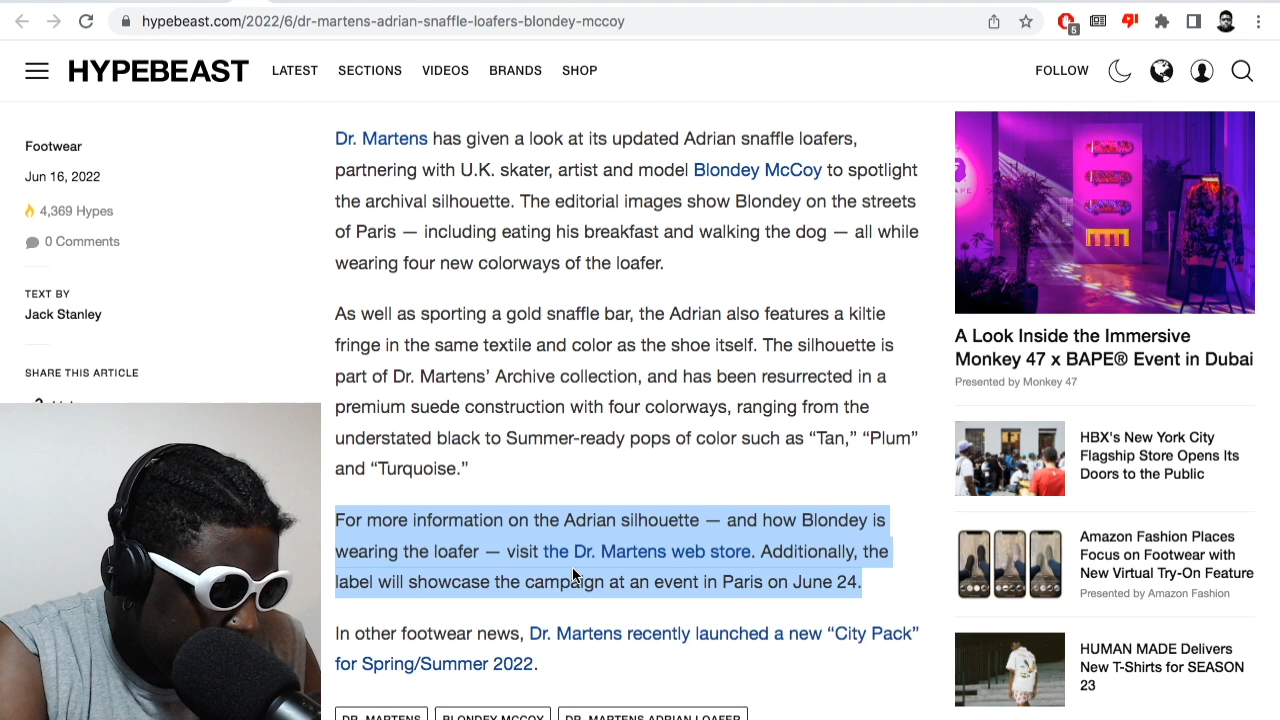 hypebeast.com/2022/6/dr-martens-adrian-snaffle-loafers-blondey-mccoy
5
HYPEBEAST
LATEST SECTIONS VIDEOS BRANDS SHOP
FOLLOW
Footwear
Jun 16, 2022
4,369 Hypes
0 Comments
TEXT BY
Jack Stanley
SHARE THIS ARTICLE
Dr. Martens has given a look at its updated Adrian snaffle loafers,
partnering with U.K. skater, artist and model Blondey McCoy to spotlight
the archival silhouette. The editorial images show Blondey on the streets
of Paris — including eating his breakfast and walking the dog — all while
wearing four new colorways of the loafer.
As well as sporting a gold snaffle bar, the Adrian also features a kiltie
fringe in the same textile and color as the shoe itself. The silhouette is
part of Dr. Martens’ Archive collection, and has been resurrected in a
premium suede construction with four colorways, ranging from the
understated black to Summer-ready pops of color such as “Tan,” “Plum”
and “Turquoise.”
For more information on the Adrian silhouette — and how Blondey is
wearing the loafer — visit the Dr. Martens web store. Additionally, the
label will showcase the campaign at an event in Paris on June 24.
In other footwear news, Dr. Martens recently launched a new “City Pack”
for Spring/Summer 2022.
DR. MARTENS BLONDEY MCCOY DR. MARTENS ADRIAN LOAFER
A Look Inside the Immersive
Monkey 47 x BAPE® Event in Dubai
Presented by Monkey 47
HBX's New York City
Flagship Store Opens Its
Doors to the Public
Amazon Fashion Places
Focus on Footwear with
New Virtual Try-On Feature
Presented by Amazon Fashion
HUMAN MADE Delivers
New T-Shirts for SEASON
23